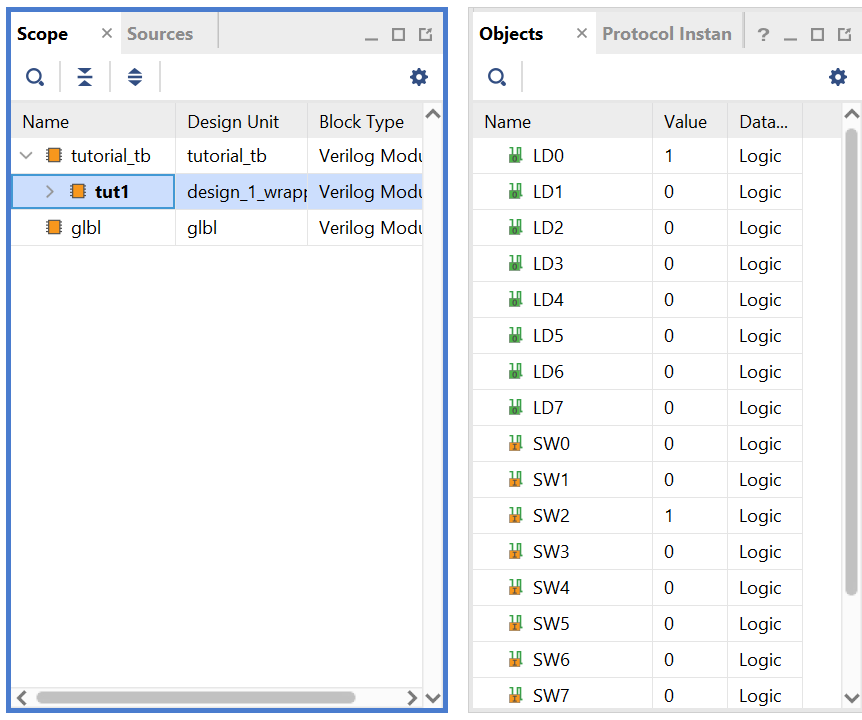 Scope Sources
Name Design Unit Block Type
tutorial_tb tutorial_tb Verilog Modu
tut1 design_1_wrapp Verilog Modu
glbl glbl Verilog Modu
Objects Protocol Instan ?
Name Value Data...
LD0 1 Logic
LD1 0 Logic
LD2 0 Logic
LD3 0 Logic
LD4 0 Logic
LD5 0 Logic
LD6 0 Logic
LD7 0 Logic
SW0 0 Logic
SW1 0 Logic
SW2 1 Logic
SW3 0 Logic
SW4 0 Logic
SW5 0 Logic
SW6 0 Logic
SW7 0 Logic